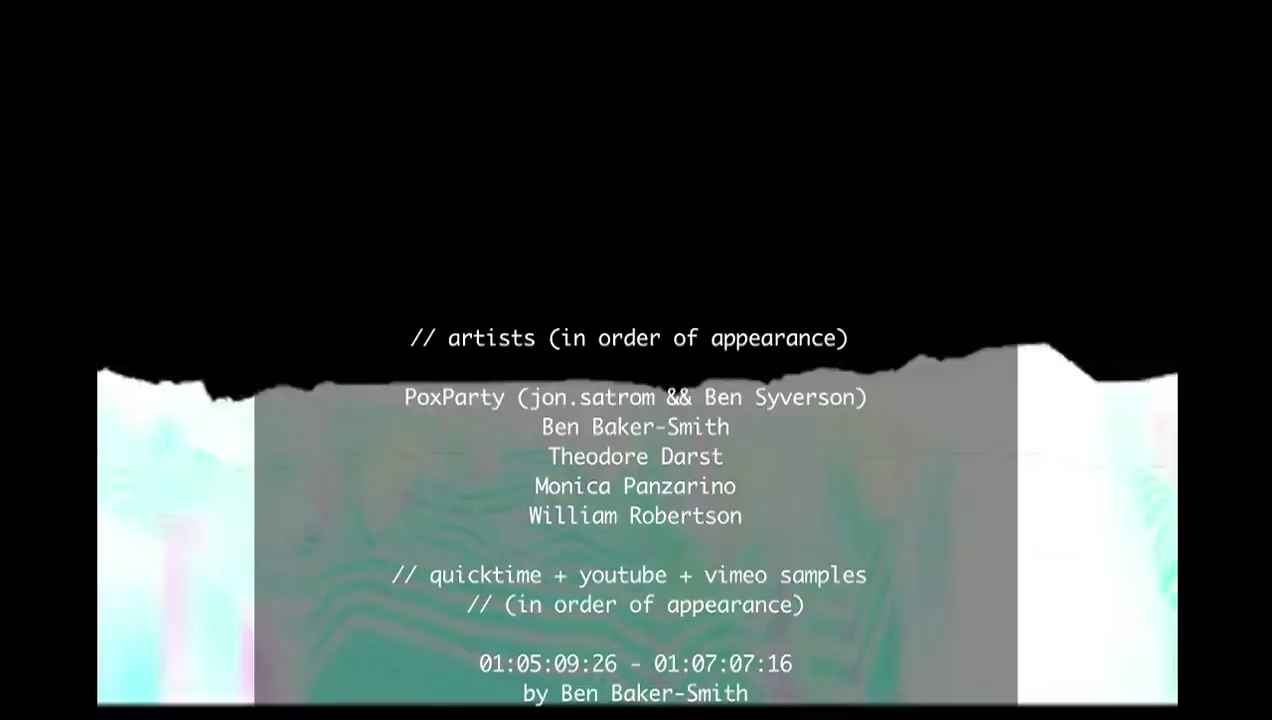 // artists (in order of appearance)
PoxParty (jon.satrom && Ben Syverson)
Ben Baker-Smith
Theodore Darst
Monica Panzarino
William Robertson
// quicktime + youtube + vimeo samples
// (in order of appearance)
01:05:09:26 - 01:07:07:16
by Ben Baker-Smith